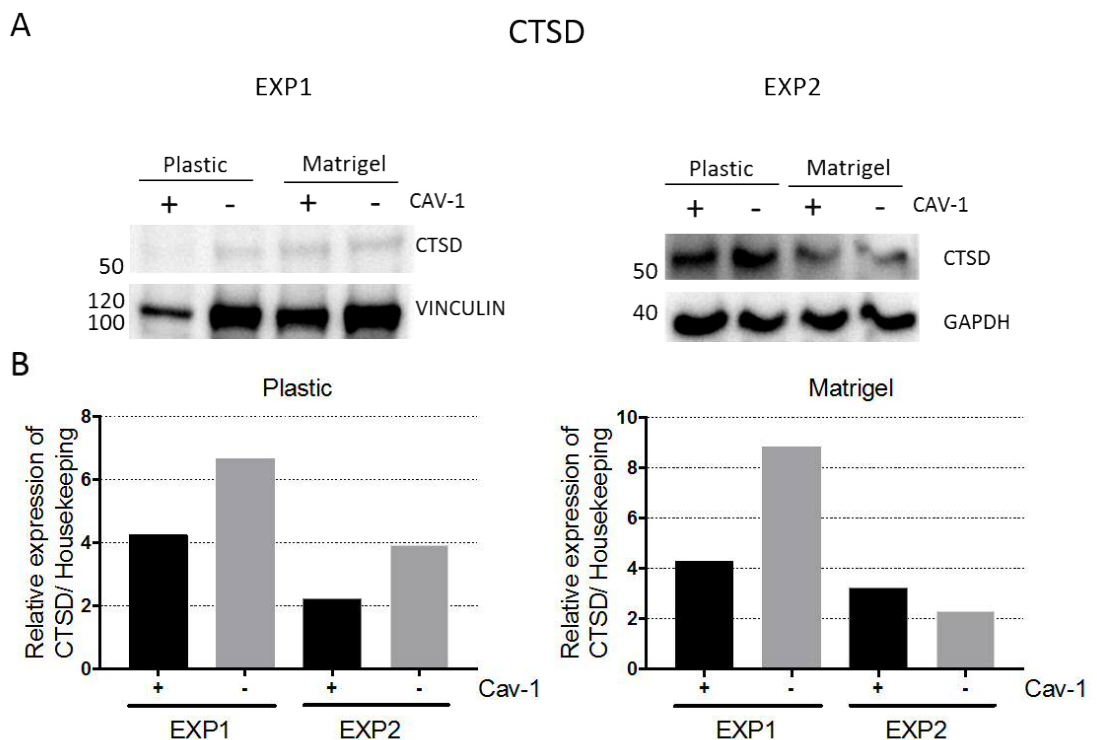 A
CTSD
EXP1
EXP2
Plastic Matrigel
+ - + - CAV-1
CTSD
50
120
100
VINCULIN
Plastic Matrigel
+ - + - CAV-1
CTSD
50
40
GAPDH
B
Plastic
Relative expression of
CTSD/ Housekeeping
8
6
4
2
0
+ - + - Cav-1
EXP1 EXP2
Matrigel
Relative expression of
CTSD/ Housekeeping
10
8
6
4
2
0
+ - + - Cav-1
EXP1 EXP2